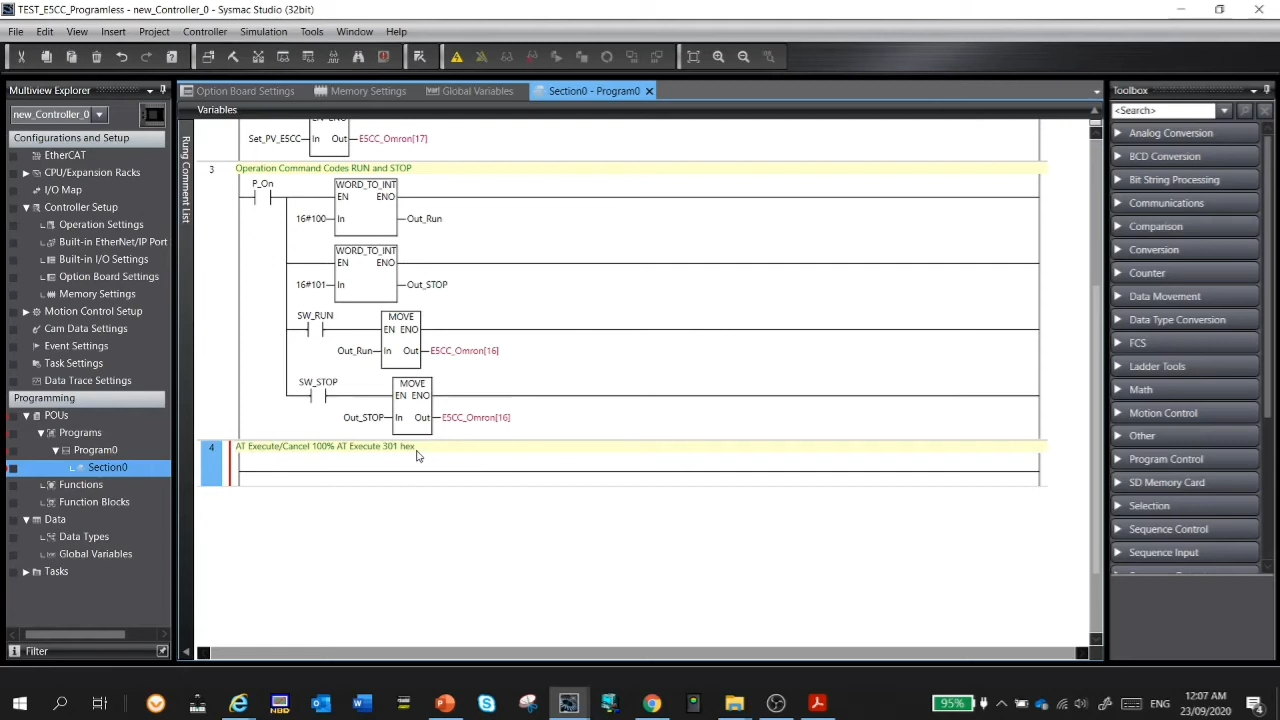 TEST_E5CC_Programless - new_Controller_0 - Sysmac Studio (32bit)
File Edit View Insert Project Controller Simulation Tools Window Help
Multiview Explorer
new_Controller_0
Configurations and Setup
EtherCAT
CPU/Expansion Racks
I/O Map
Controller Setup
Operation Settings
Built-in EtherNet/IP Port
Built-in I/O Settings
Option Board Settings
Memory Settings
Motion Control Setup
Cam Data Settings
Event Settings
Task Settings
Data Trace Settings
Programming
POUs
Programs
Program0
Section0
Functions
Function Blocks
Data
Data Types
Global Variables
Tasks
Filter
Option Board Settings Memory Settings Global Variables Section0 - Program0
Variables
Rung Comment List
EN ENO
Set_PV_E5CC In Out E5CC_Omron[17]
3 Operation Command Codes RUN and STOP
P_On WORD_TO_INT
EN ENO
16#100 In Out_Run
WORD_TO_INT
EN ENO
16#101 In Out_STOP
SW_RUN MOVE
EN ENO
Out_Run In Out E5CC_Omron[16]
SW_STOP MOVE
EN ENO
Out_STOP In Out E5CC_Omron[16]
4 AT Execute/Cancel 100% AT Execute 301 hex
Toolbox
<Search>
Analog Conversion
BCD Conversion
Bit String Processing
Communications
Comparison
Conversion
Counter
Data Movement
Data Type Conversion
FCS
Ladder Tools
Math
Motion Control
Other
Program Control
SD Memory Card
Selection
Sequence Control
Sequence Input
95% ENG 12:07 AM
23/09/2020 4